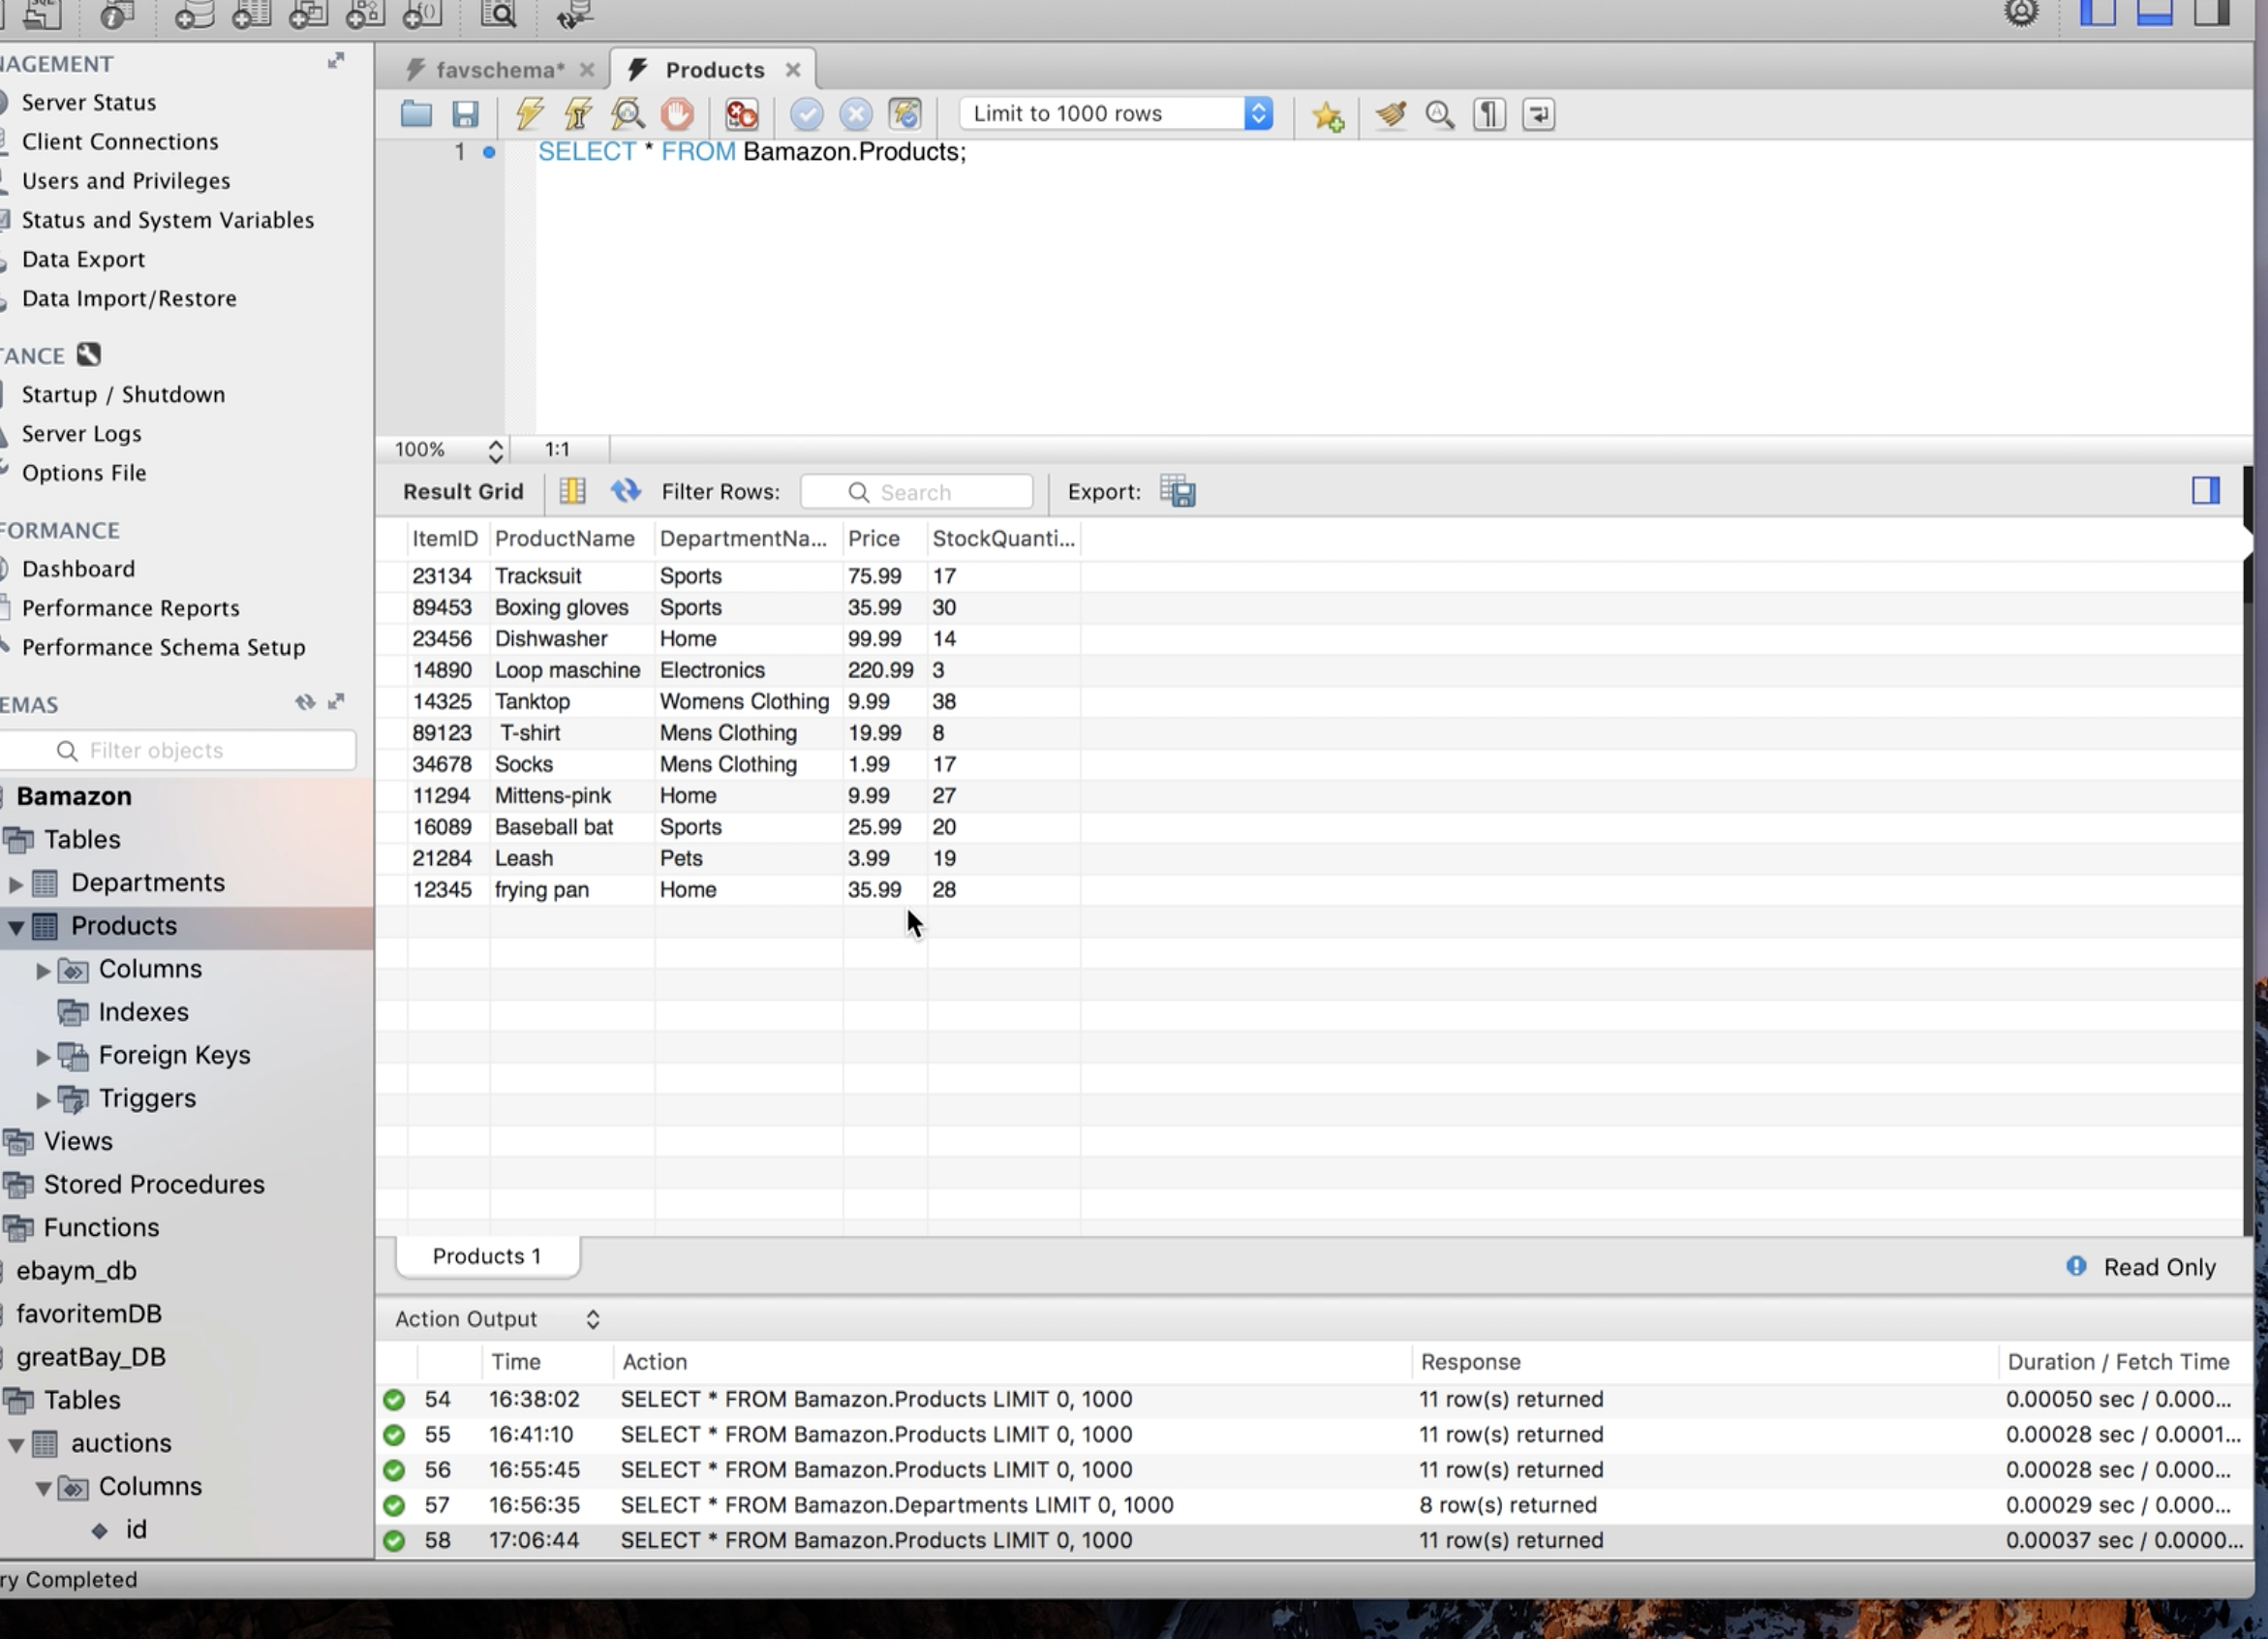 SQL
f()
NAGEMENT
Server Status
Client Connections
Users and Privileges
Status and System Variables
Data Export
Data Import/Restore
TANCE
Startup / Shutdown
Server Logs
Options File
FORMANCE
Dashboard
Performance Reports
Performance Schema Setup
EMAS
Filter objects
Bamazon
Tables
Departments
Products
Columns
Indexes
Foreign Keys
Triggers
Views
Stored Procedures
Functions
ebaym_db
favoritemDB
greatBay_DB
Tables
auctions
Columns
id
ry Completed
favschema* Products
Limit to 1000 rows
1 SELECT * FROM Bamazon.Products;
100% 1:1
Result Grid Filter Rows: Search Export:
ItemID ProductName DepartmentNa... Price StockQuanti...
23134 Tracksuit Sports 75.99 17
89453 Boxing gloves Sports 35.99 30
23456 Dishwasher Home 99.99 14
14890 Loop maschine Electronics 220.99 3
14325 Tanktop Womens Clothing 9.99 38
89123 T-shirt Mens Clothing 19.99 8
34678 Socks Mens Clothing 1.99 17
11294 Mittens-pink Home 9.99 27
16089 Baseball bat Sports 25.99 20
21284 Leash Pets 3.99 19
12345 frying pan Home 35.99 28
Products 1 Read Only
Action Output
Time Action Response Duration / Fetch Time
54 16:38:02 SELECT * FROM Bamazon.Products LIMIT 0, 1000 11 row(s) returned 0.00050 sec / 0.000...
55 16:41:10 SELECT * FROM Bamazon.Products LIMIT 0, 1000 11 row(s) returned 0.00028 sec / 0.0001...
56 16:55:45 SELECT * FROM Bamazon.Products LIMIT 0, 1000 11 row(s) returned 0.00028 sec / 0.000...
57 16:56:35 SELECT * FROM Bamazon.Departments LIMIT 0, 1000 8 row(s) returned 0.00029 sec / 0.000...
58 17:06:44 SELECT * FROM Bamazon.Products LIMIT 0, 1000 11 row(s) returned 0.00037 sec / 0.0000...